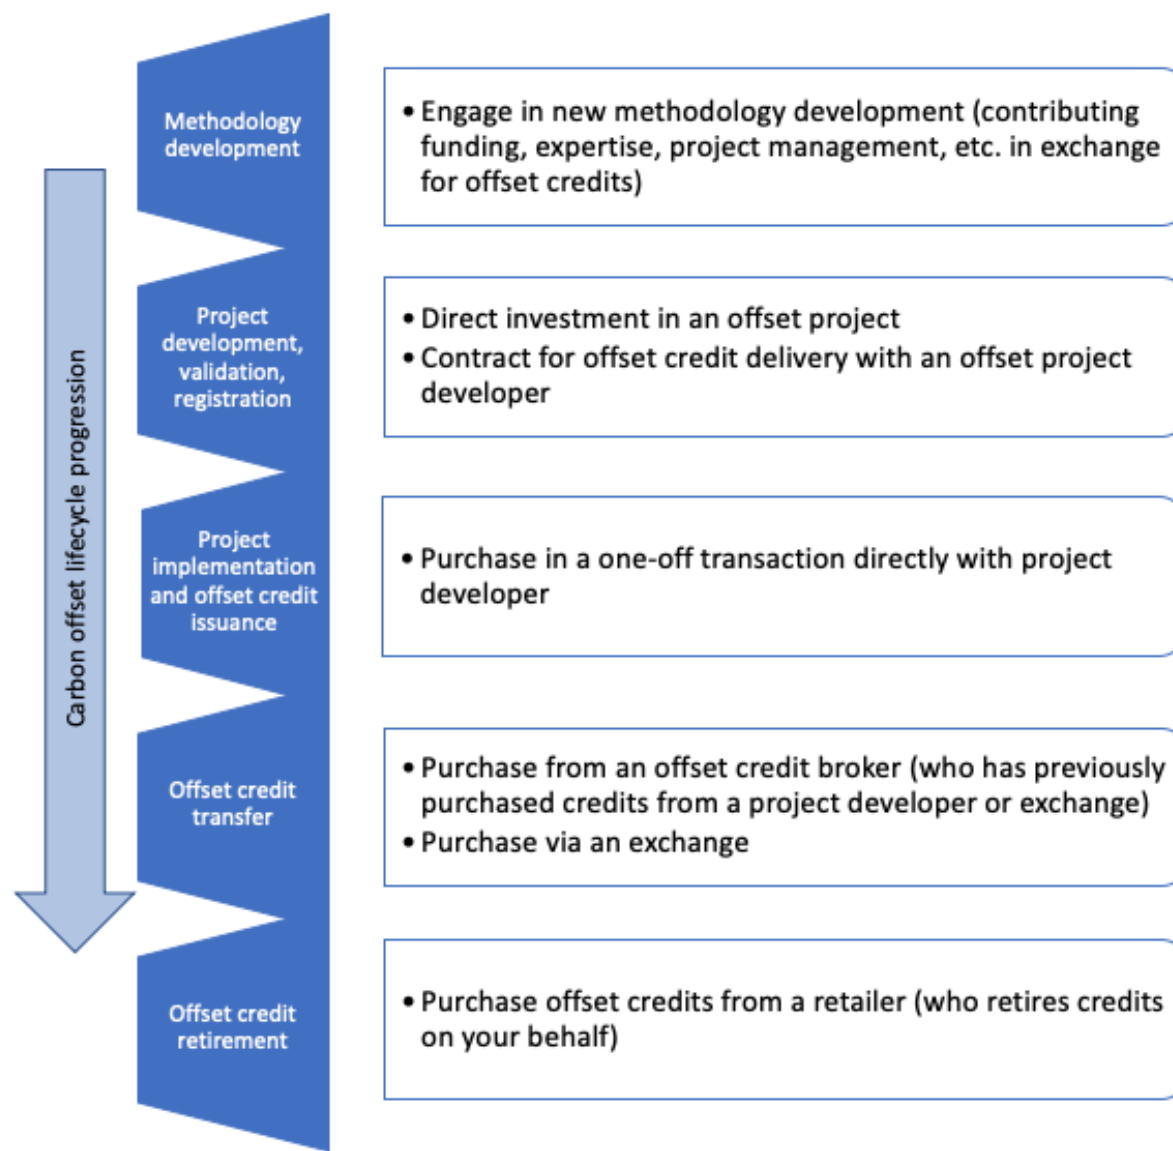 Carbon offset lifecycle progression
Methodology
development
• Engage in new methodology development (contributing
funding, expertise, project management, etc. in exchange
for offset credits)
Project
development,
validation,
registration
• Direct investment in an offset project
• Contract for offset credit delivery with an offset project
developer
Project
implementation
and offset credit
issuance
• Purchase in a one-off transaction directly with project
developer
Offset credit
transfer
• Purchase from an offset credit broker (who has previously
purchased credits from a project developer or exchange)
• Purchase via an exchange
Offset credit
retirement
• Purchase offset credits from a retailer (who retires credits
on your behalf)